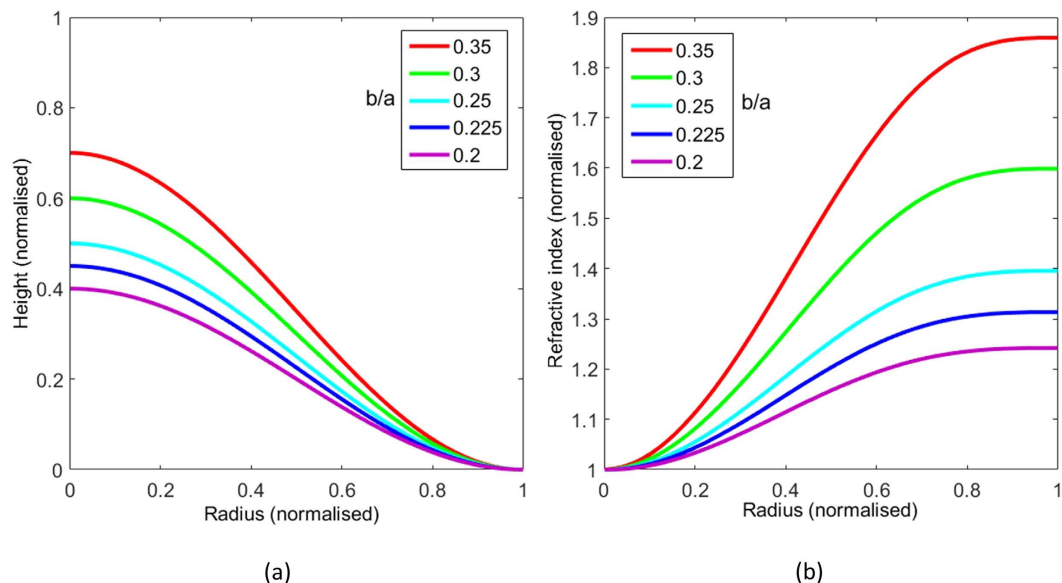 1
0.8
0.6
0.4
0.2
0
0 0.2 0.4 0.6 0.8 1
Height (normalised)
Radius (normalised)
b/a
0.35
0.3
0.25
0.225
0.2
(a)
1.9
1.8
1.7
1.6
1.5
1.4
1.3
1.2
1.1
1
0 0.2 0.4 0.6 0.8 1
Refractive index (normalised)
Radius (normalised)
0.35
0.3
0.25
0.225
0.2
b/a
(b)